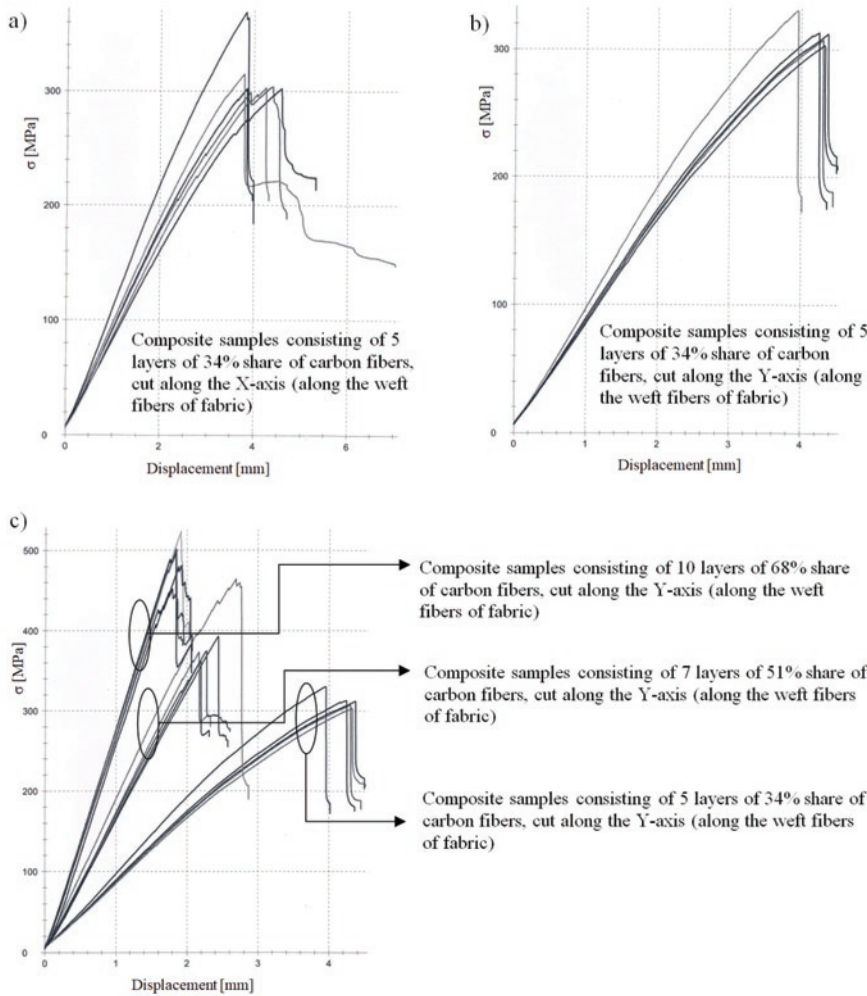 a)
300
200
100
0
σ [MPa]
Composite samples consisting of 5
layers of 34% share of carbon fibers,
cut along the X-axis (along the weft
fibers of fabric)
0
2
4
6
Displacement [mm]
b)
300
200
100
0
σ [MPa]
Composite samples consisting of 5
layers of 34% share of carbon
fibers, cut along the Y-axis (along
the weft fibers of fabric)
0
1
2
3
4
Displacement [mm]
c)
500
400
300
200
100
0
σ [MPa]
0
1
2
3
4
Displacement [mm]
Composite samples consisting of 10 layers of 68% share
of carbon fibers, cut along the Y-axis (along the weft
fibers of fabric)
Composite samples consisting of 7 layers of 51% share of
carbon fibers, cut along the Y-axis (along the weft fibers
of fabric)
Composite samples consisting of 5 layers of 34% share of
carbon fibers, cut along the Y-axis (along the weft fibers
of fabric)